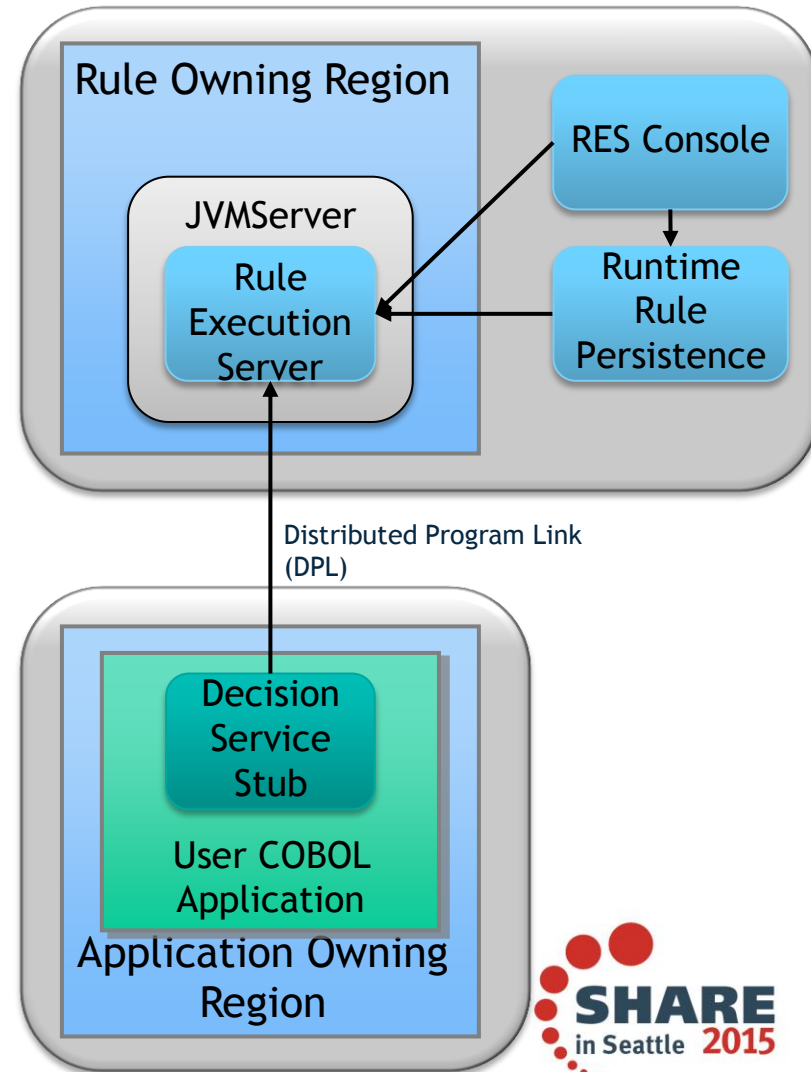 Rule Owning Region
RES Console
JVMServer
Rule
Execution
Server
Runtime
Rule
Persistence
Distributed Program Link
(DPL)
Decision
Service
Stub
User COBOL
Application
Application Owning
Region
SHARE
in Seattle 2015